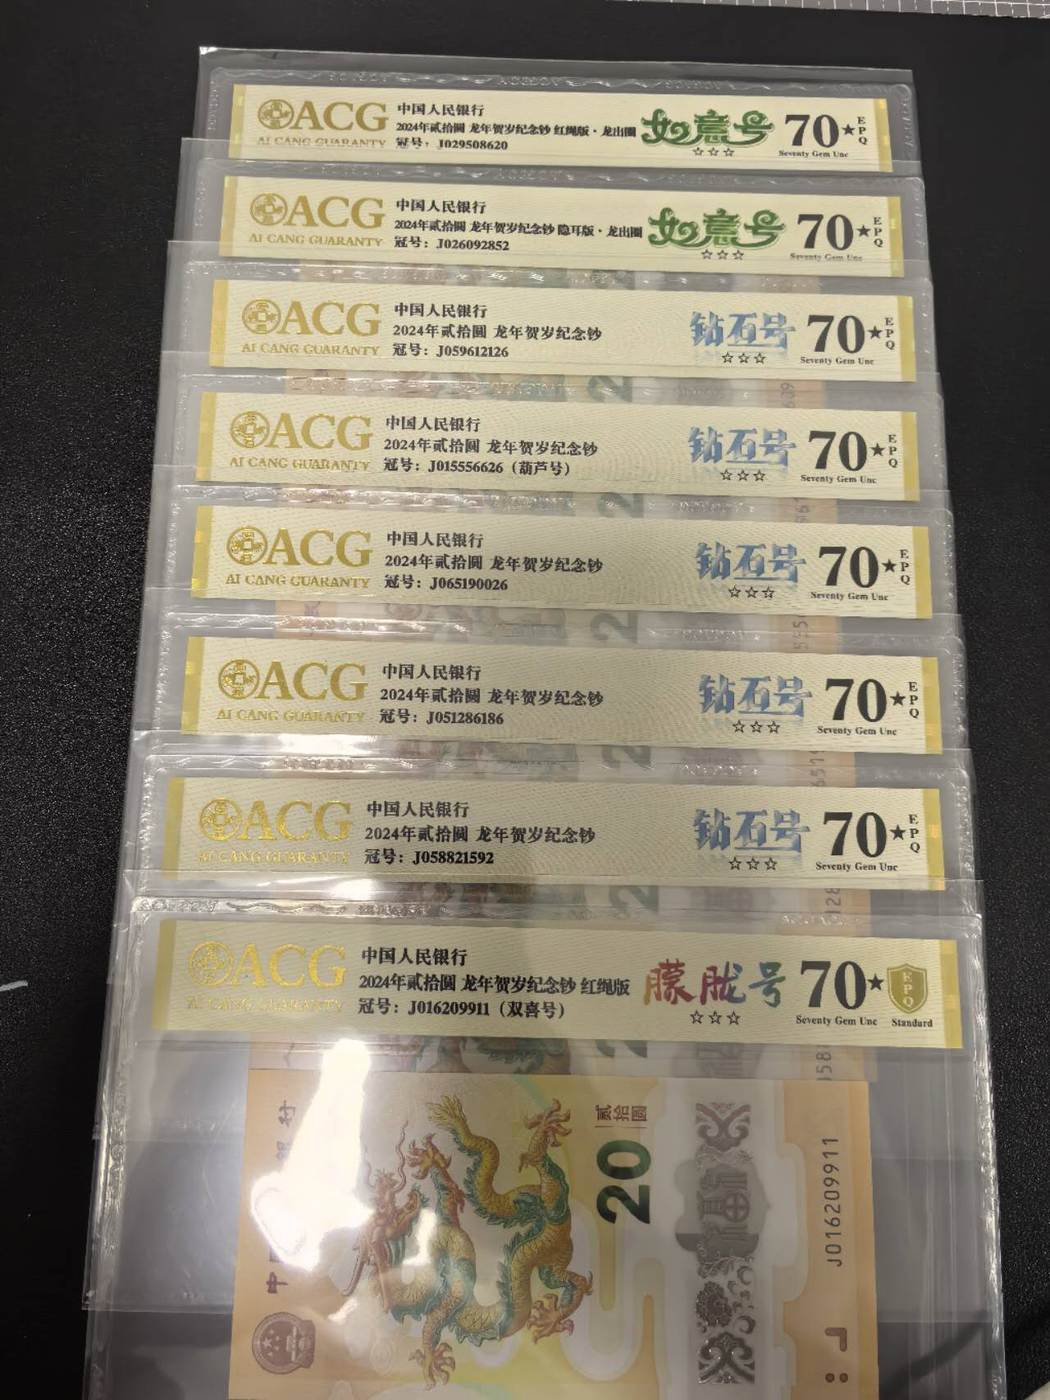 ACG
AI CANG GUARANTY
中国人民银行
2024年贰拾圆 龙年贺岁纪念钞 红绳版·龙出圈
冠号：J029508620
如意号
☆☆☆
70★EPQ
Seventy Gem Unc
ACG
AI CANG GUARANTY
中国人民银行
2024年贰拾圆 龙年贺岁纪念钞 隐耳版·龙出圈
冠号：J026092852
如意号
☆☆☆
70★EPQ
Seventy Gem Unc
ACG
AI CANG GUARANTY
中国人民银行
2024年贰拾圆 龙年贺岁纪念钞
冠号：J059612126
钻石号
☆☆☆
70★EPQ
Seventy Gem Unc
ACG
AI CANG GUARANTY
中国人民银行
2024年贰拾圆 龙年贺岁纪念钞
冠号：J015556626（葫芦号）
钻石号
☆☆☆
70★EPQ
Seventy Gem Unc
ACG
AI CANG GUARANTY
中国人民银行
2024年贰拾圆 龙年贺岁纪念钞
冠号：J065190026
钻石号
☆☆☆
70★EPQ
Seventy Gem Unc
ACG
AI CANG GUARANTY
中国人民银行
2024年贰拾圆 龙年贺岁纪念钞
冠号：J051286186
钻石号
☆☆☆
70★EPQ
Seventy Gem Unc
ACG
AI CANG GUARANTY
中国人民银行
2024年贰拾圆 龙年贺岁纪念钞
冠号：J058821592
钻石号
☆☆☆
70★EPQ
Seventy Gem Unc
ACG
AI CANG GUARANTY
中国人民银行
2024年贰拾圆 龙年贺岁纪念钞 红绳版
冠号：J016209911（双喜号）
朦胧号
☆☆☆
70★
Seventy Gem Unc
EPQ
Standard
贰拾圆
20
J016209911